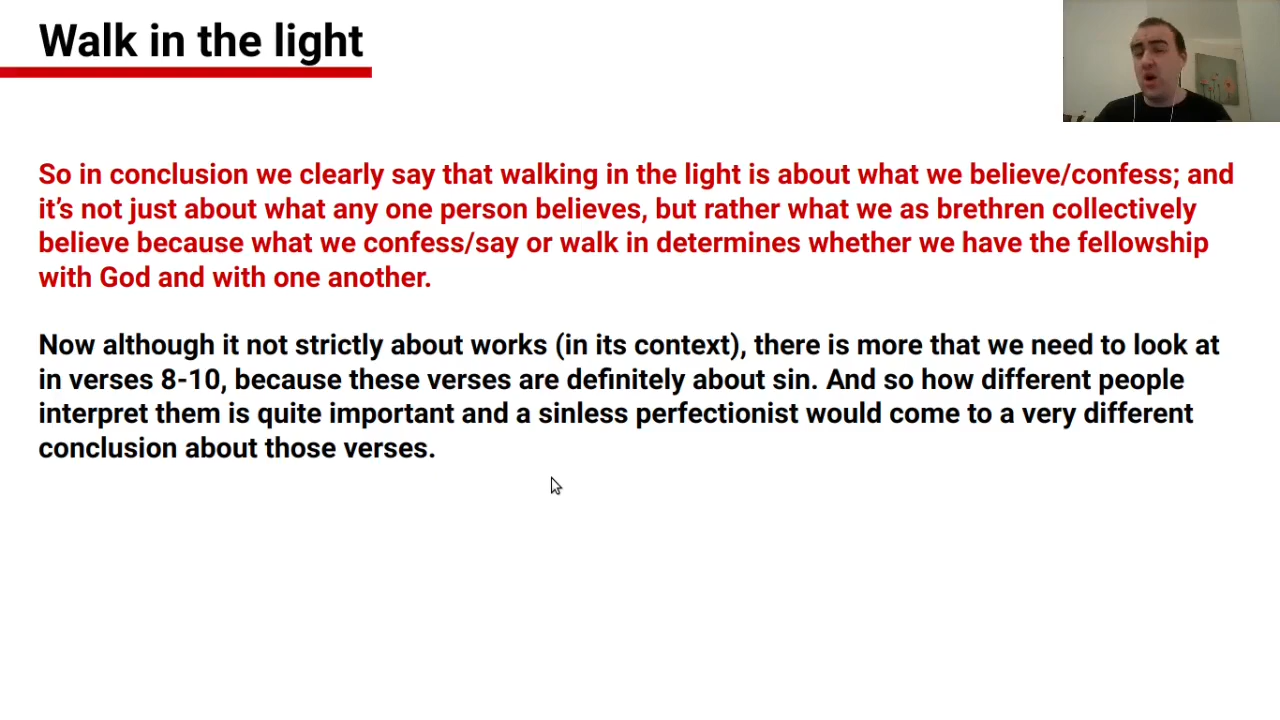 Walk in the light
So in conclusion we clearly say that walking in the light is about what we believe/confess; and
it’s not just about what any one person believes, but rather what we as brethren collectively
believe because what we confess/say or walk in determines whether we have the fellowship
with God and with one another.
Now although it not strictly about works (in its context), there is more that we need to look at
in verses 8-10, because these verses are definitely about sin. And so how different people
interpret them is quite important and a sinless perfectionist would come to a very different
conclusion about those verses.